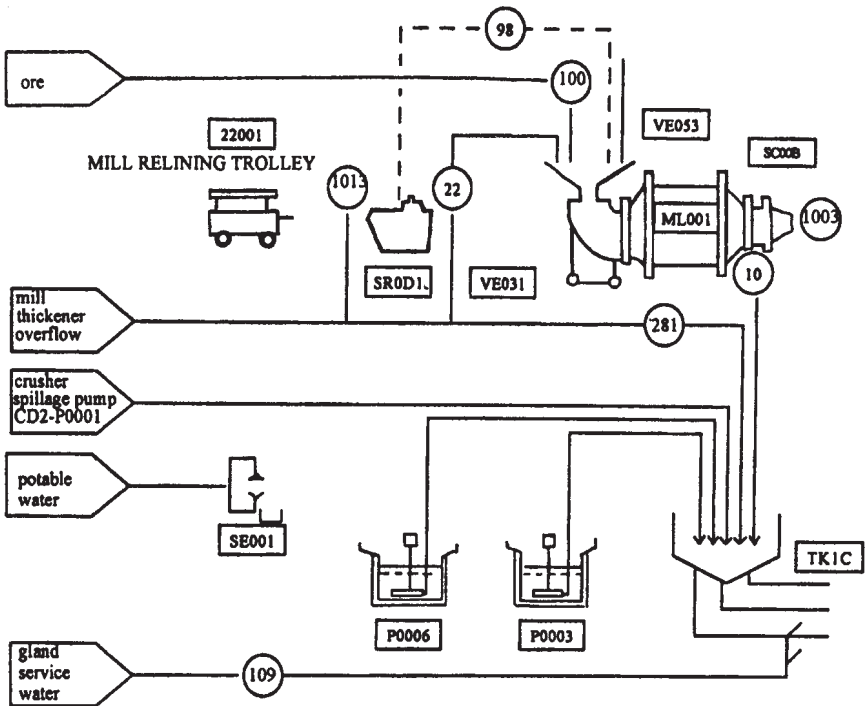 98
ore
100
22001
MILL RELINING TROLLEY
VE053
SC00B
1013
22
ML001
1003
SR0D1
VE031
10
mill
thickener
overflow
281
crusher
spillage pump
CD2-P0001
potable
water
SE001
TK1C
P0006
P0003
gland
service
water
109